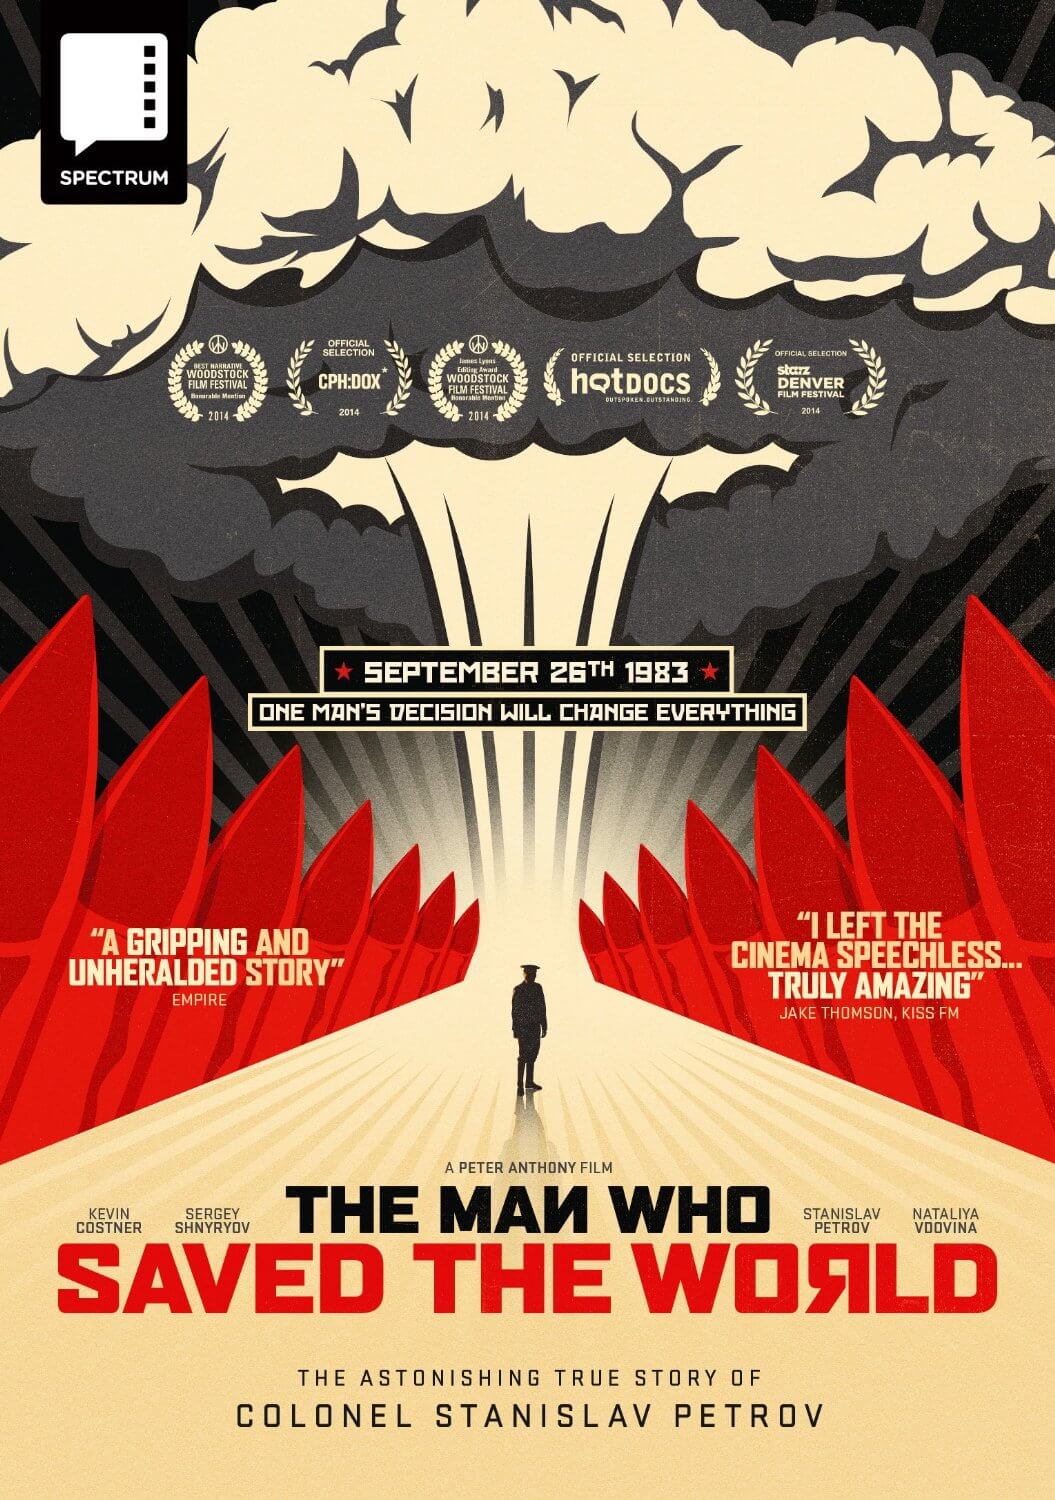 SPECTRUM
BEST NARRATIVE
WOODSTOCK
FILM FESTIVAL
Honorable Mention
2014
OFFICIAL
SELECTION
CPH:DOX*
2014
James Lyons
Editing Award
WOODSTOCK
FILM FESTIVAL
Honorable Mention
2014
OFFICIAL SELECTION
hotDOCS
OUTSPOKEN.OUTSTANDING.
OFFICIAL SELECTION
starz
DENVER
FILM FESTIVAL
2014
★ SEPTEMBER 26TH 1983 ★
ONE MAN'S DECISION WILL CHANGE EVERYTHING
“A GRIPPING AND
UNHERALDED STORY”
EMPIRE
“I LEFT THE
CINEMA SPEECHLESS...
TRULY AMAZING”
JAKE THOMSON, KISS FM
A PETER ANTHONY FILM
KEVIN
COSTNER
SERGEY
SHNYRYOV
THE MAИ WHO
STANISLAV
PETROV
NATALIYA
VDOVINA
SAVED THE WOЯLD
THE ASTONISHING TRUE STORY OF
COLONEL STANISLAV PETROV